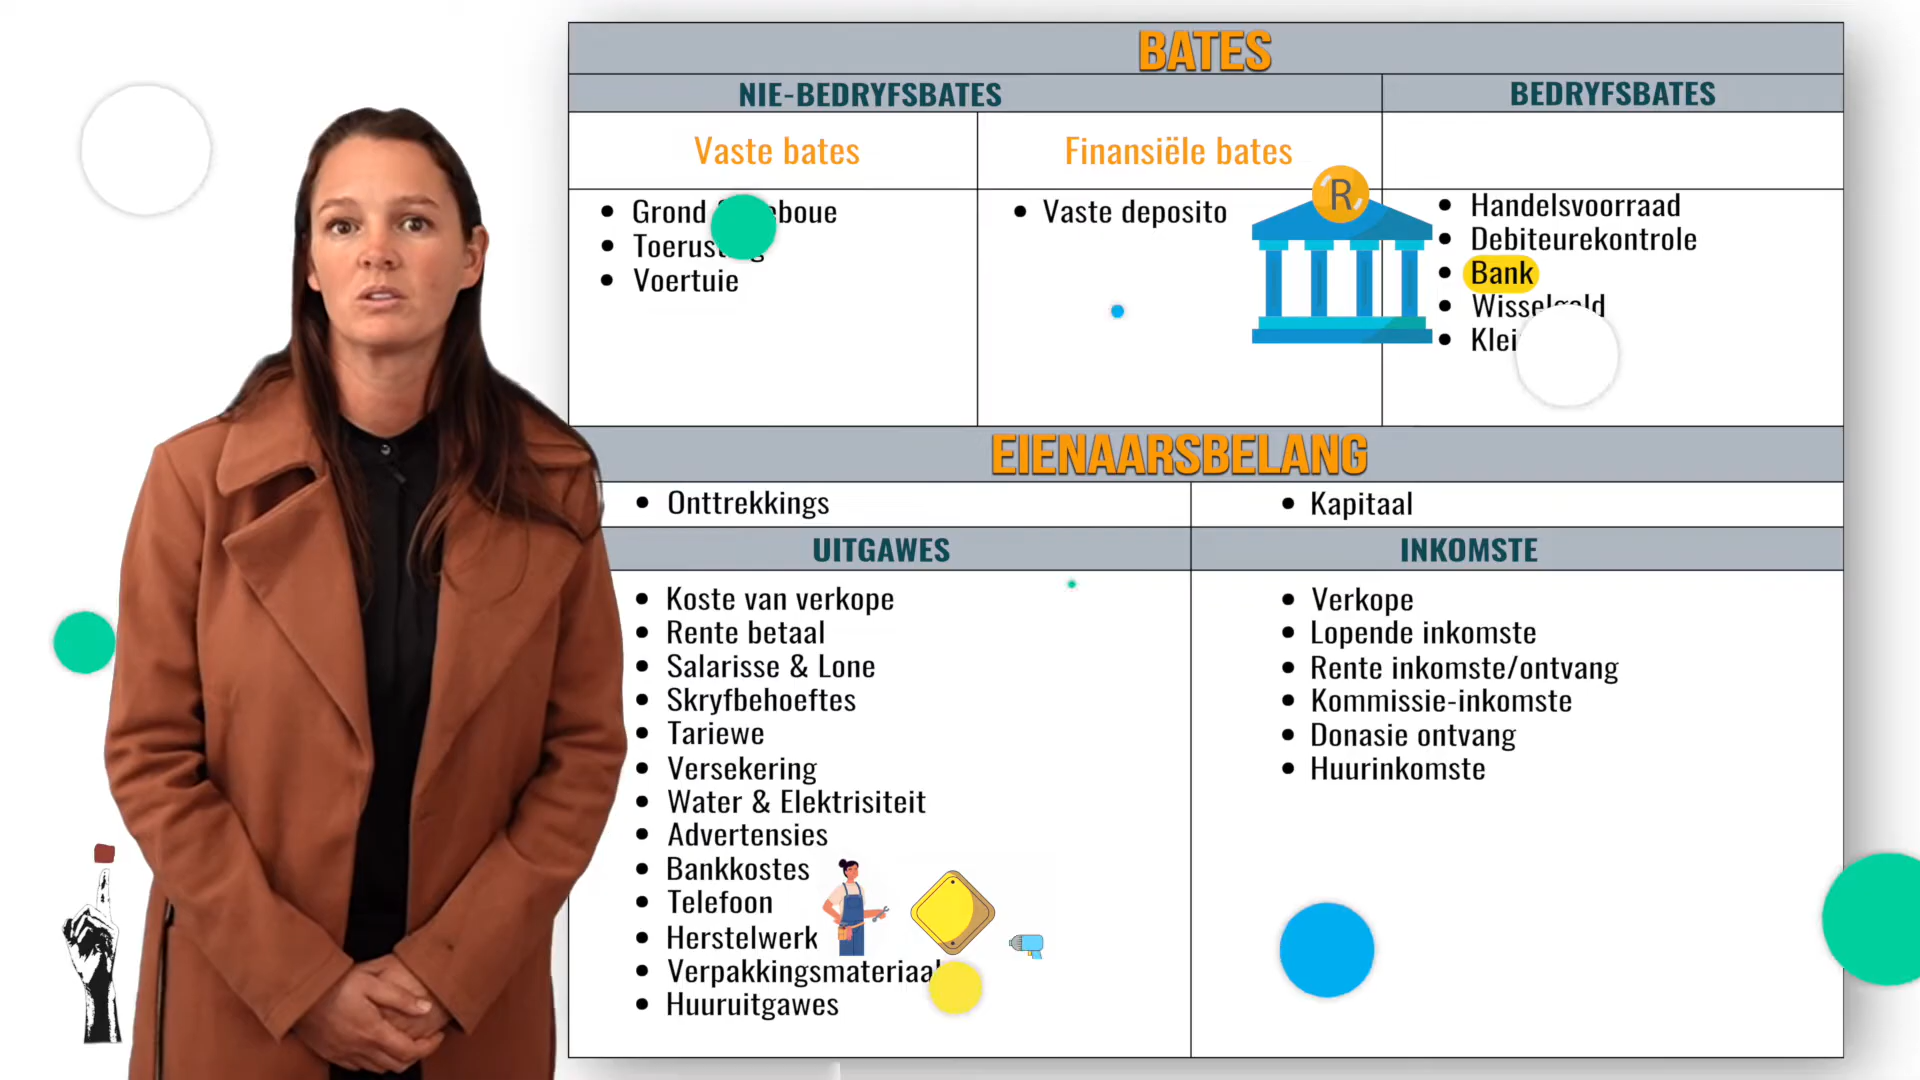 BATES
NIE-BEDRYFSBATES
BEDRYFSBATES
Vaste bates
Finansiële bates
R
Grond
Vaste deposito
Voertuie
Handelsvoorraad
Debiteurekontrole
Bank
EIENAARSBELANG
Onttrekkings
Kapitaal
UITGAWES
INKOMSTE
Koste van verkope
Rente betaal
Salarisse & Lone
Skryfbehoeftes
Tariewe
Versekering
Water & Elektrisiteit
Advertensies
Bankkostes
Telefoon
Herstelwerk
Verpakkingsmateriaal
Huuruitgawes
Verkope
Lopende inkomste
Rente inkomste/ontvang
Kommissie-inkomste
Donasie ontvang
Huurinkomste